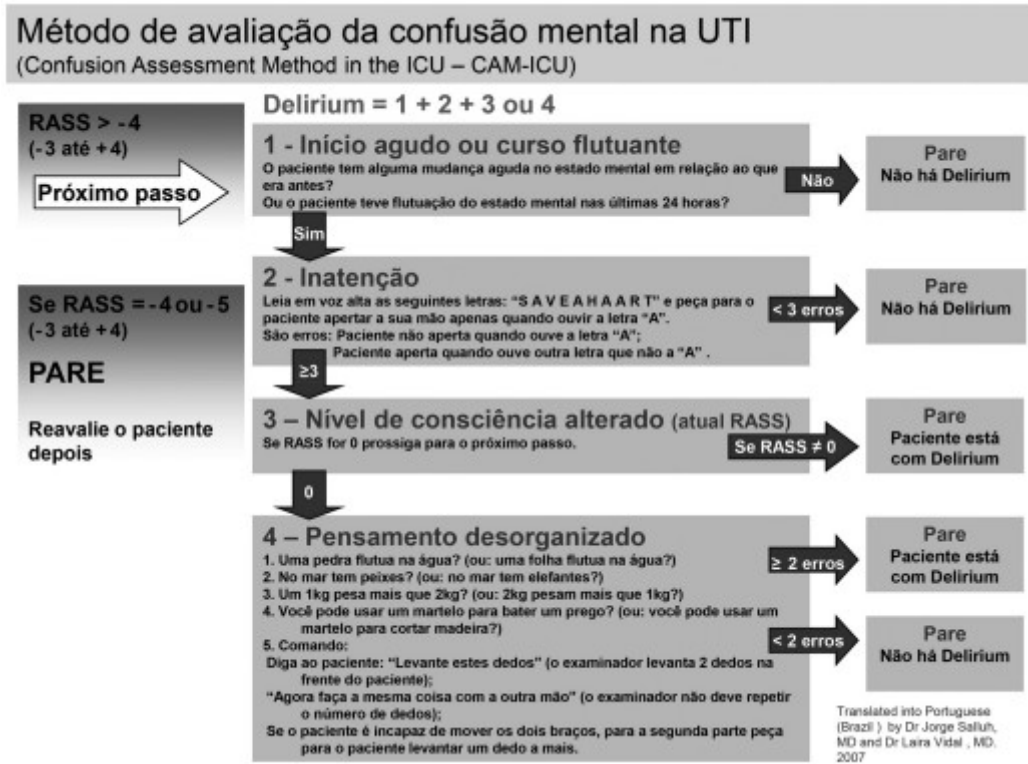 Método de avaliação da confusão mental na UTI
(Confusion Assessment Method in the ICU – CAM-ICU)
RASS > -4
(-3 até +4)
Próximo passo
Se RASS = -4 ou -5
(-3 até +4)
PARE
Reavalie o paciente
depois
Delirium = 1 + 2 + 3 ou 4
1 - Início agudo ou curso flutuante
O paciente tem alguma mudança aguda no estado mental em relação ao que
era antes?
Ou o paciente teve flutuação do estado mental nas últimas 24 horas?
Não
Pare
Não há Delirium
Sim
2 - Inatenção
Leia em voz alta as seguintes letras: “S A V E A H A A R T” e peça para o
paciente apertar a sua mão apenas quando ouvir a letra “A”.
São erros: Paciente não aperta quando ouve a letra “A”;
Paciente aperta quando ouve outra letra que não a “A” .
< 3 erros
Pare
Não há Delirium
≥3
3 – Nível de consciência alterado (atual RASS)
Se RASS for 0 prossiga para o próximo passo.
Se RASS ≠ 0
Pare
Paciente está
com Delirium
0
4 – Pensamento desorganizado
1. Uma pedra flutua na água? (ou: uma folha flutua na água?)
2. No mar tem peixes? (ou: no mar tem elefantes?)
3. Um 1kg pesa mais que 2kg? (ou: 2kg pesam mais que 1kg?)
4. Você pode usar um martelo para bater um prego? (ou: você pode usar um
martelo para cortar madeira?)
5. Comando:
Diga ao paciente: “Levante estes dedos” (o examinador levanta 2 dedos na
frente do paciente);
“Agora faça a mesma coisa com a outra mão” (o examinador não deve repetir
o número de dedos);
Se o paciente é incapaz de mover os dois braços, para a segunda parte peça
para o paciente levantar um dedo a mais.
≥ 2 erros
Pare
Paciente está
com Delirium
< 2 erros
Pare
Não há Delirium
Translated into Portuguese
(Brazil ) by Dr Jorge Salluh,
MD and Dr Laira Vidal , MD.
2007